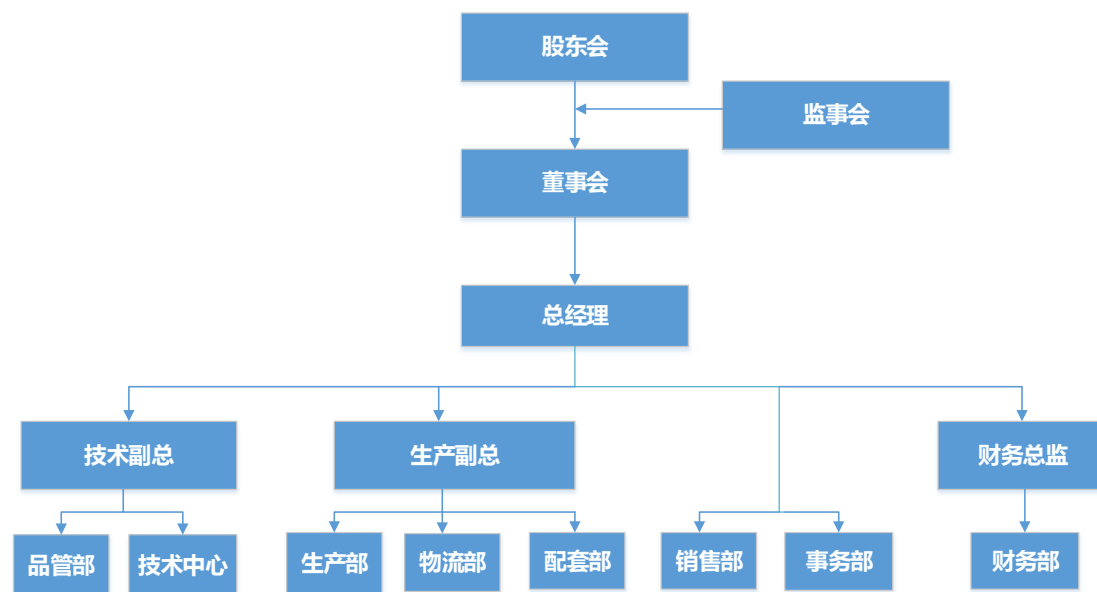 股东会
监事会
董事会
总经理
技术副总
生产副总
财务总监
品管部
技术中心
生产部
物流部
配套部
销售部
事务部
财务部